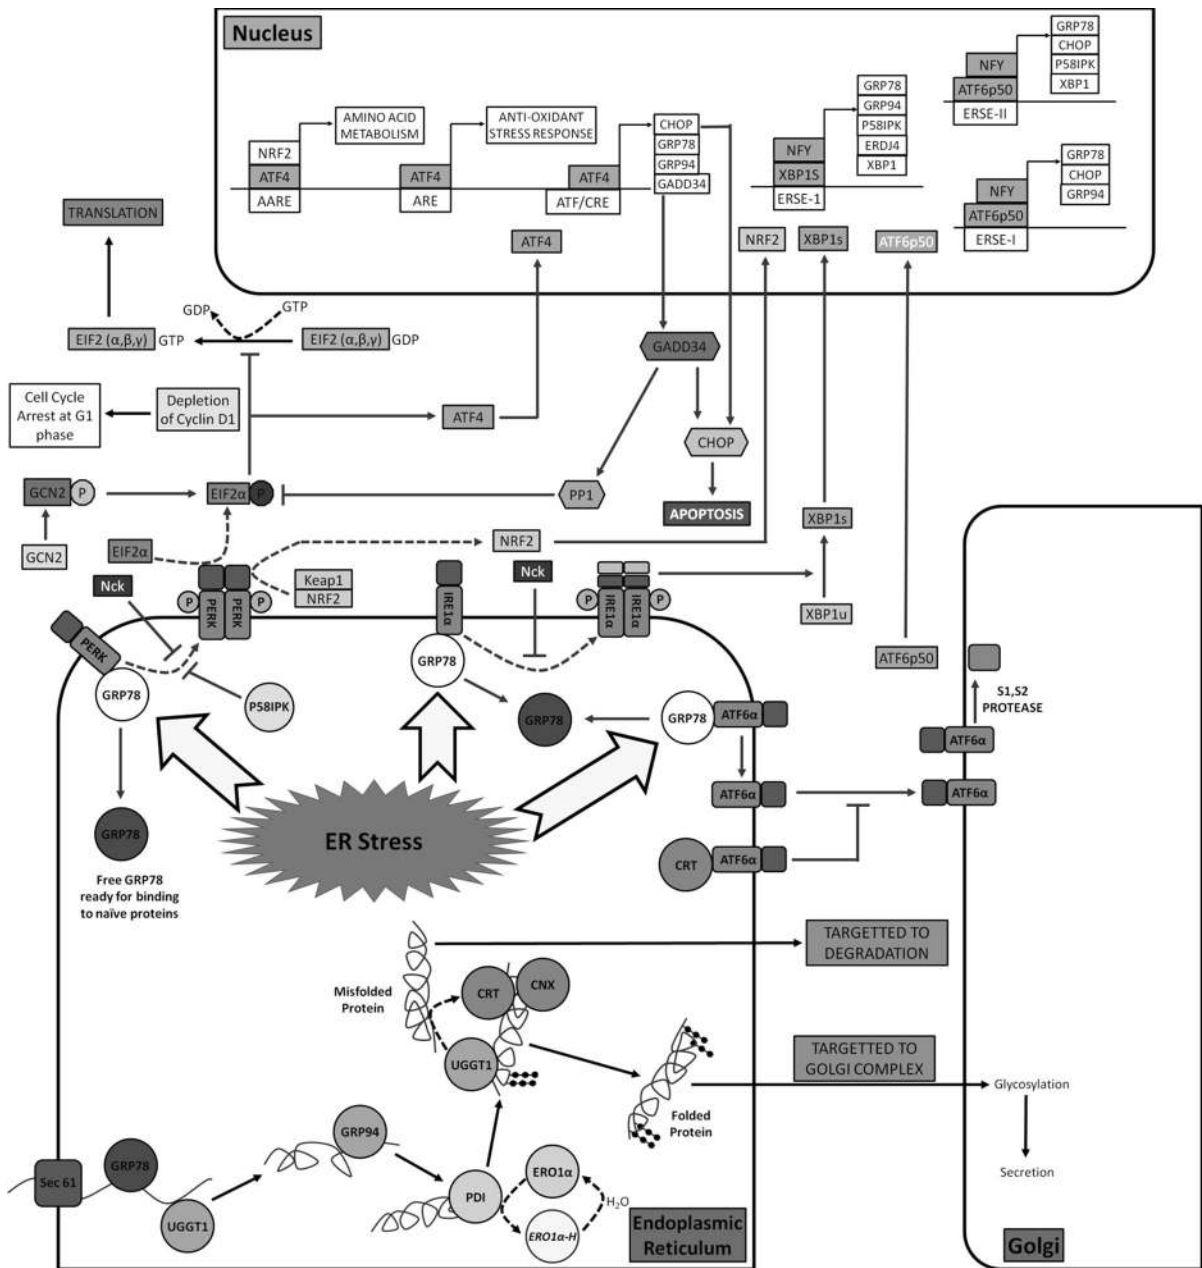 Nucleus
GRP78
CHOP
P58IPK
XBP1
NFY
ATF6p50
ERSE-II
GRP78
GRP94
P58IPK
ERDJ4
XBP1
NFY
XBP1S
ERSE-1
AMINO ACID
METABOLISM
NRF2
ATF4
AARE
ANTI-OXIDANT
STRESS RESPONSE
ATF4
ARE
CHOP
GRP78
GRP94
GADD34
ATF4
ATF/CRE
GRP78
CHOP
GRP94
NFY
ATF6p50
ERSE-I
TRANSLATION
ATF4
NRF2
XBP1s
ATF6p50
GDP
GTP
EIF2 (α,β,γ) GTP
EIF2 (α,β,γ) GDP
GADD34
Cell Cycle
Arrest at G1
phase
Depletion
of Cyclin D1
ATF4
CHOP
GCN2 P
EIF2α P
PP1
APOPTOSIS
XBP1s
GCN2
EIF2α
NRF2
Nck
Keap1
NRF2
Nck
P PERK PERK P
IRE1α
P IRE1α IRE1α P
XBP1u
PERK
GRP78
P58IPK
GRP78
GRP78
GRP78 ATF6α
ATF6p50
S1,S2
PROTEASE
ATF6α
ATF6α
ATF6α
GRP78
ER Stress
CRT ATF6α
Free GRP78
ready for binding
to naïve proteins
TARGETTED TO
DEGRADATION
Misfolded
Protein
CRT
CNX
UGGT1
TARGETTED TO
GOLGI COMPLEX
Glycosylation
Folded
Protein
GRP94
GRP78
Sec 61
UGGT1
PDI
ERO1α
H₂O
ERO1α-H
Secretion
Endoplasmic
Reticulum
Golgi